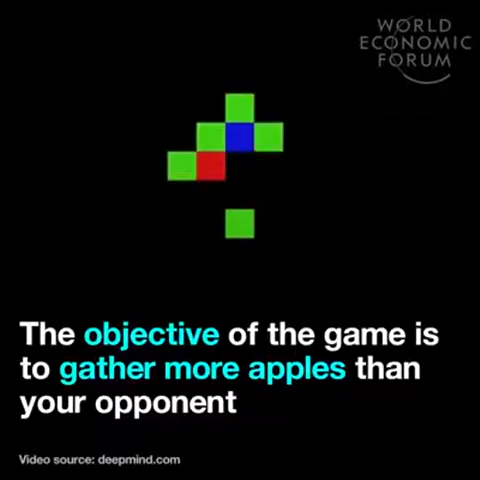 WORLD
ECONOMIC
FORUM
The objective of the game is
to gather more apples than
your opponent
Video source: deepmind.com